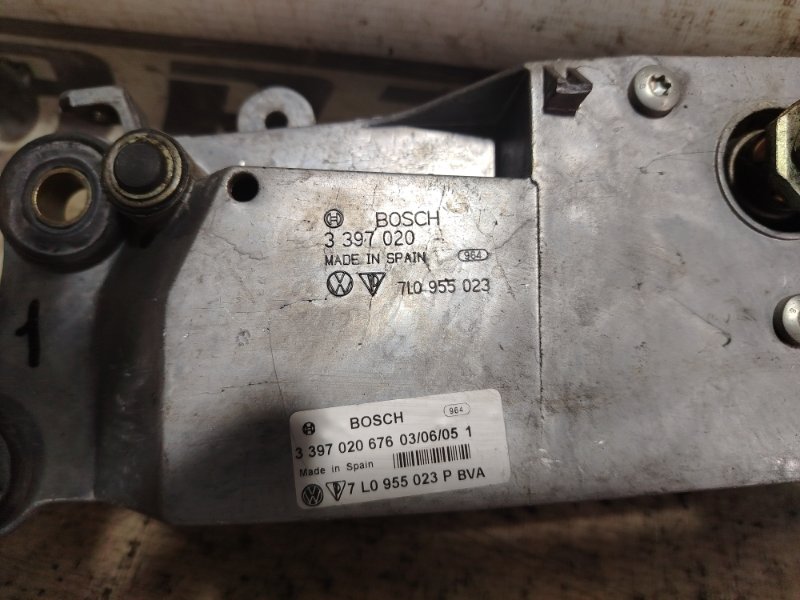 BOSCH
3 397 020
MADE IN SPAIN 964
7L0 955 023
1
BOSCH 964
3 397 020 676 03/06/05 1
Made in Spain
7 L0 955 023 P BVA